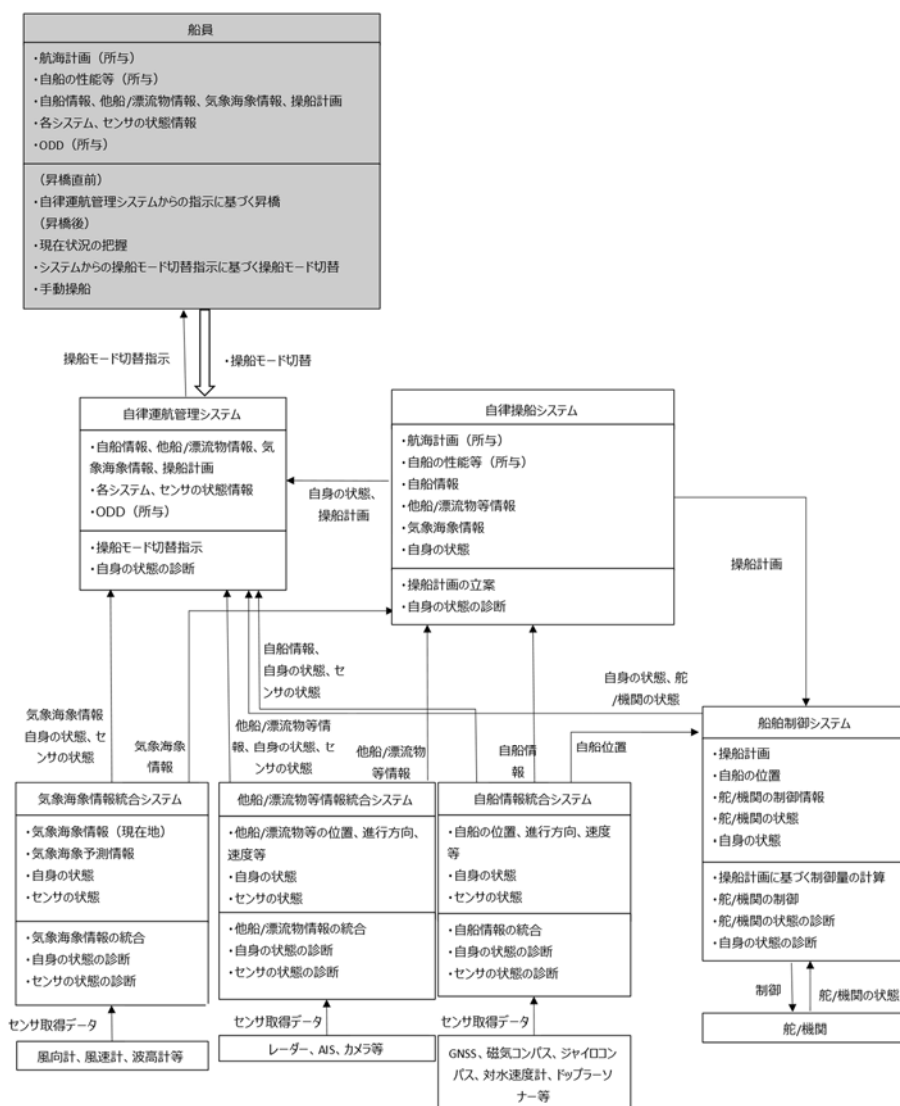 船員
・航海計画（所与）
・自船の性能等（所与）
・自船情報、他船/漂流物情報、気象海象情報、操船計画
・各システム、センサの状態情報
・ODD（所与）
（昇橋直前）
・自律運航管理システムからの指示に基づく昇橋
（昇橋後）
・現在状況の把握
・システムからの操船モード切替指示に基づく操船モード切替
・手動操船
操船モード切替指示
・操船モード切替
自律運航管理システム
・自船情報、他船/漂流物情報、気
象海象情報、操船計画
・各システム、センサの状態情報
・ODD（所与）
・操船モード切替指示
・自身の状態の診断
自身の状態、
操船計画
自律操船システム
・航海計画（所与）
・自船の性能等（所与）
・自船情報
・他船/漂流物等情報
・気象海象情報
・自身の状態
・操船計画の立案
・自身の状態の診断
操船計画
自船情報、
自身の状態、セ
ンサの状態
自身の状態、舵
/機関の状態
気象海象情報
自身の状態、セ
ンサの状態
気象海象
情報
他船/漂流物等情
報、自身の状態、セ
ンサの状態
他船/漂流物
等情報
自船情
報
自船位置
船舶制御システム
・操船計画
・自船の位置
・舵/機関の制御情報
・舵/機関の状態
・自身の状態
・操船計画に基づく制御量の計算
・舵/機関の制御
・舵/機関の状態の診断
・自身の状態の診断
気象海象情報統合システム
・気象海象情報（現在地）
・気象海象予測情報
・自身の状態
・センサの状態
・気象海象情報の統合
・自身の状態の診断
・センサの状態の診断
他船/漂流物等情報統合システム
・他船/漂流物等の位置、進行方向、
速度等
・自身の状態
・センサの状態
・他船/漂流物情報の統合
・自身の状態の診断
・センサの状態の診断
自船情報統合システム
・自船の位置、進行方向、速度
等
・自身の状態
・センサの状態
・自船情報の統合
・自身の状態の診断
・センサの状態の診断
制御
舵/機関の状態
舵/機関
センサ取得データ
センサ取得データ
センサ取得データ
風向計、風速計、波高計等
レーダー、AIS、カメラ等
GNSS、磁気コンパス、ジャイロコン
パス、対水速度計、ドップラーソ
ナー等